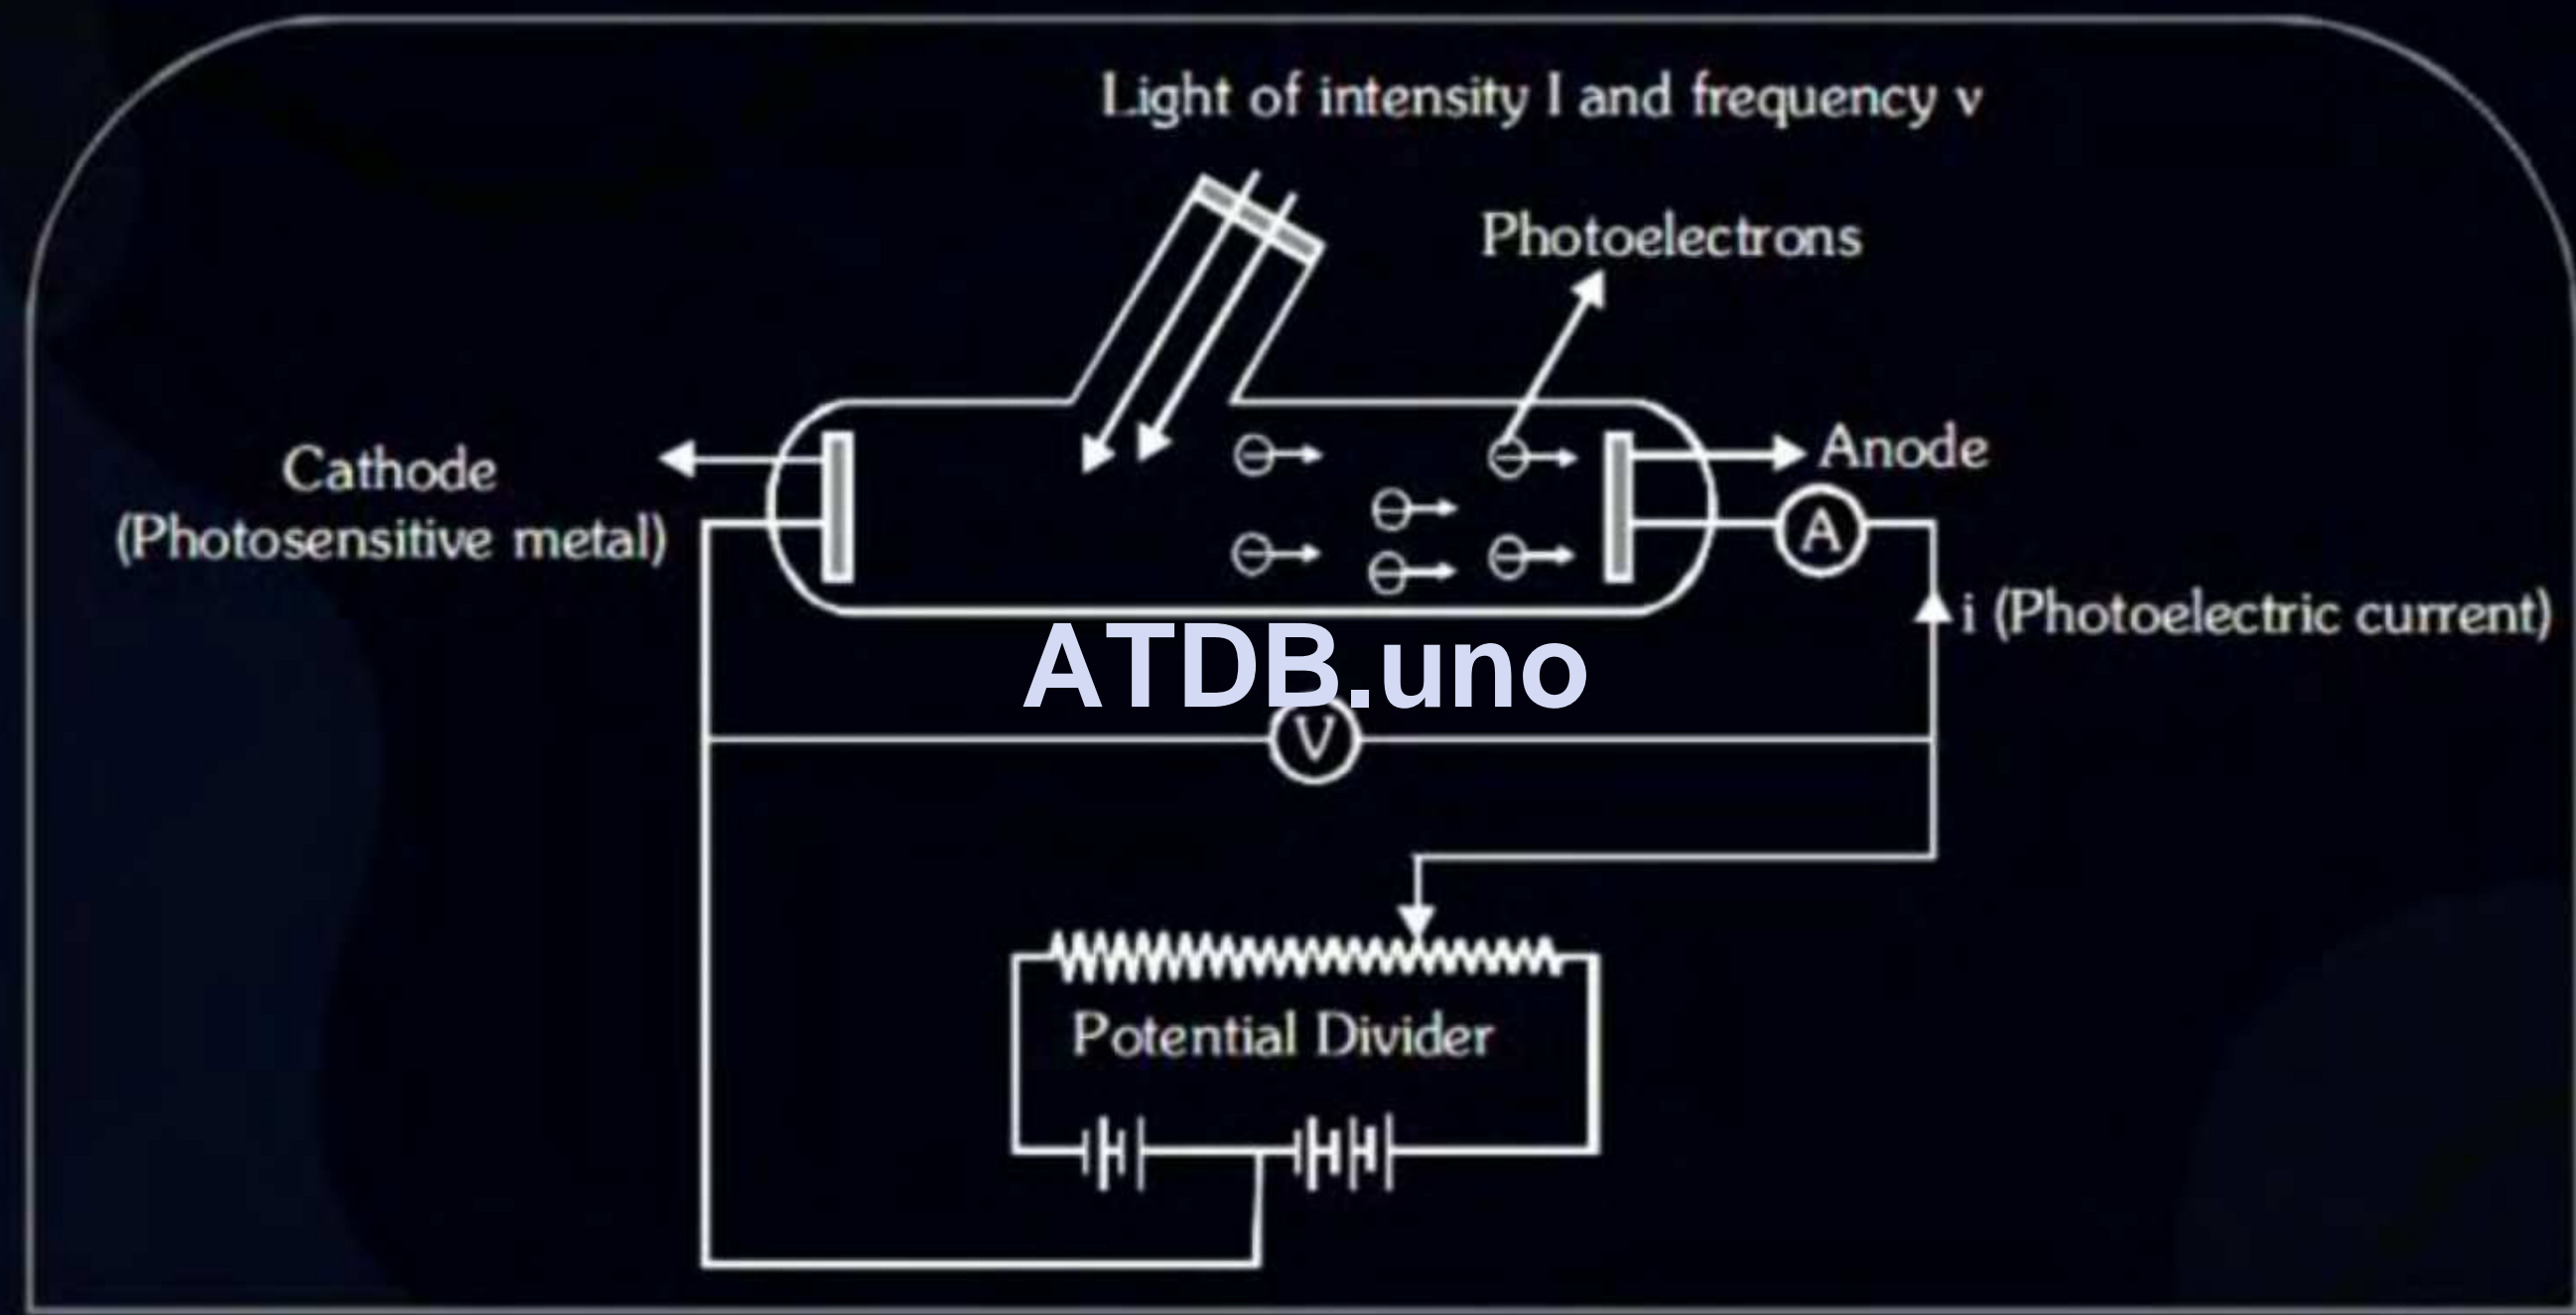 Light of intensity I and frequency v
Photoelectrons
Cathode
(Photosensitive metal)
Anode
A
i (Photoelectric current)
ATDB.uno
V
Potential Divider